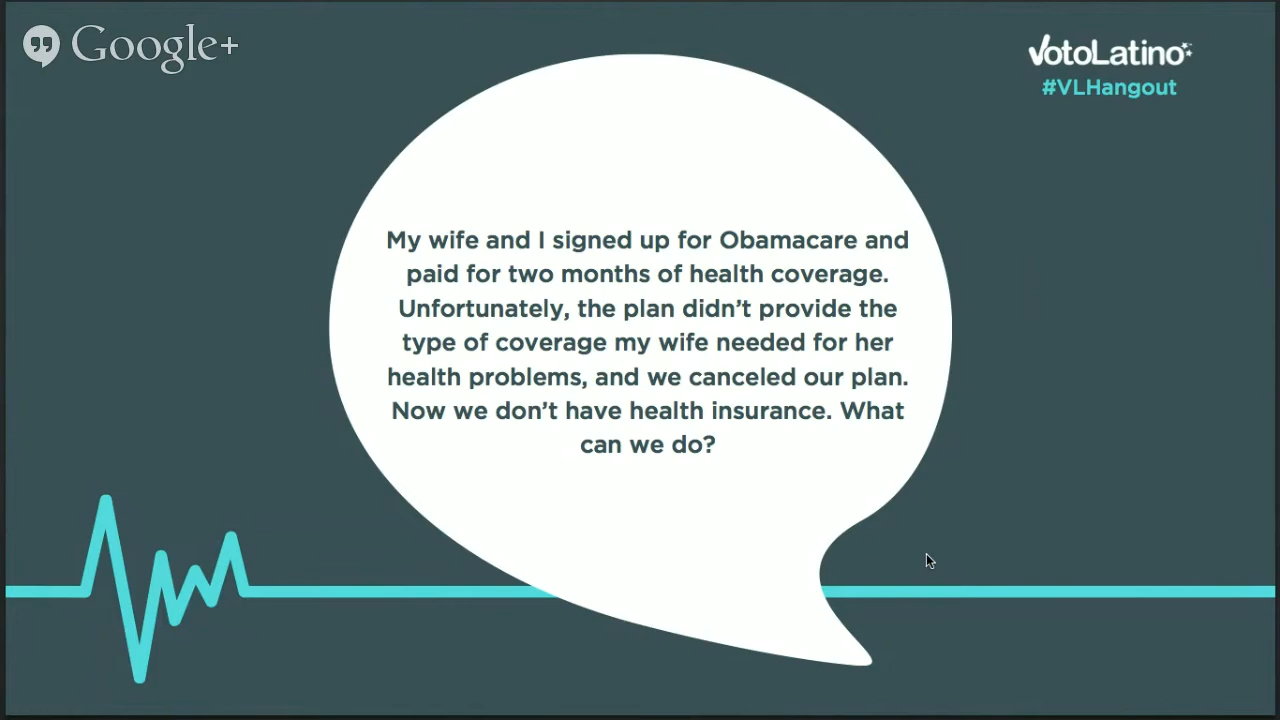 Google+
VotoLatino
#VLHangout
My wife and I signed up for Obamacare and
paid for two months of health coverage.
Unfortunately, the plan didn’t provide the
type of coverage my wife needed for her
health problems, and we canceled our plan.
Now we don’t have health insurance. What
can we do?